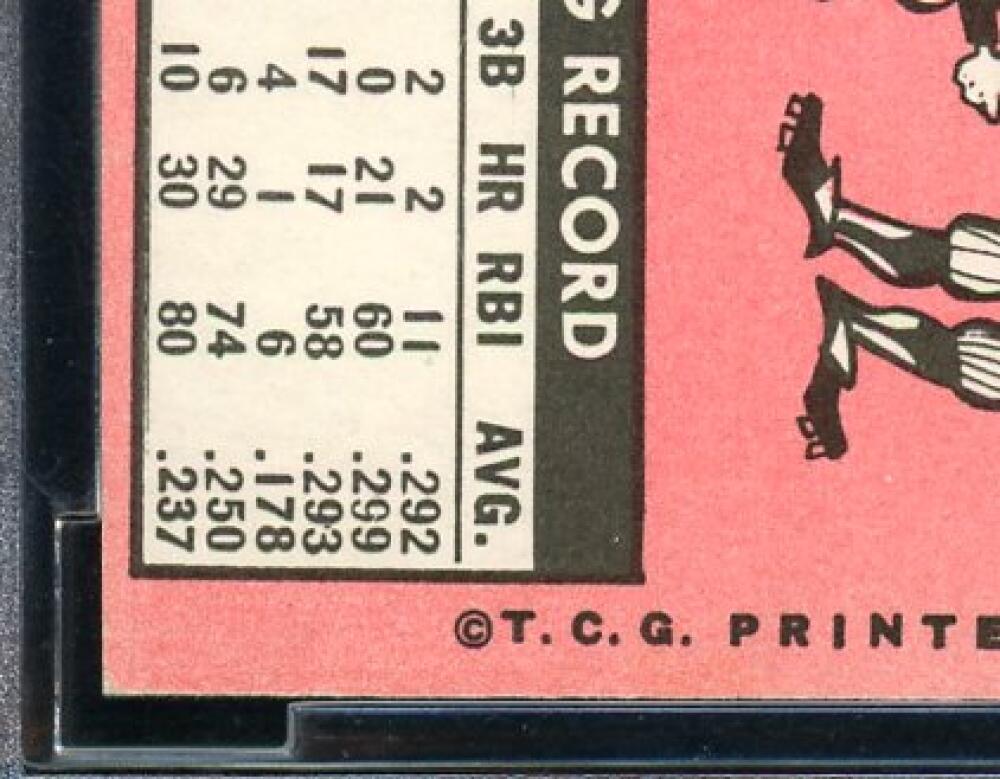 G RECORD
3B HR RBI AVG.
2 2 11 .292
0 21 60 .299
17 17 58 .293
4 1 6 .178
6 29 74 .250
10 30 80 .237
©T.C.G. PRINTE